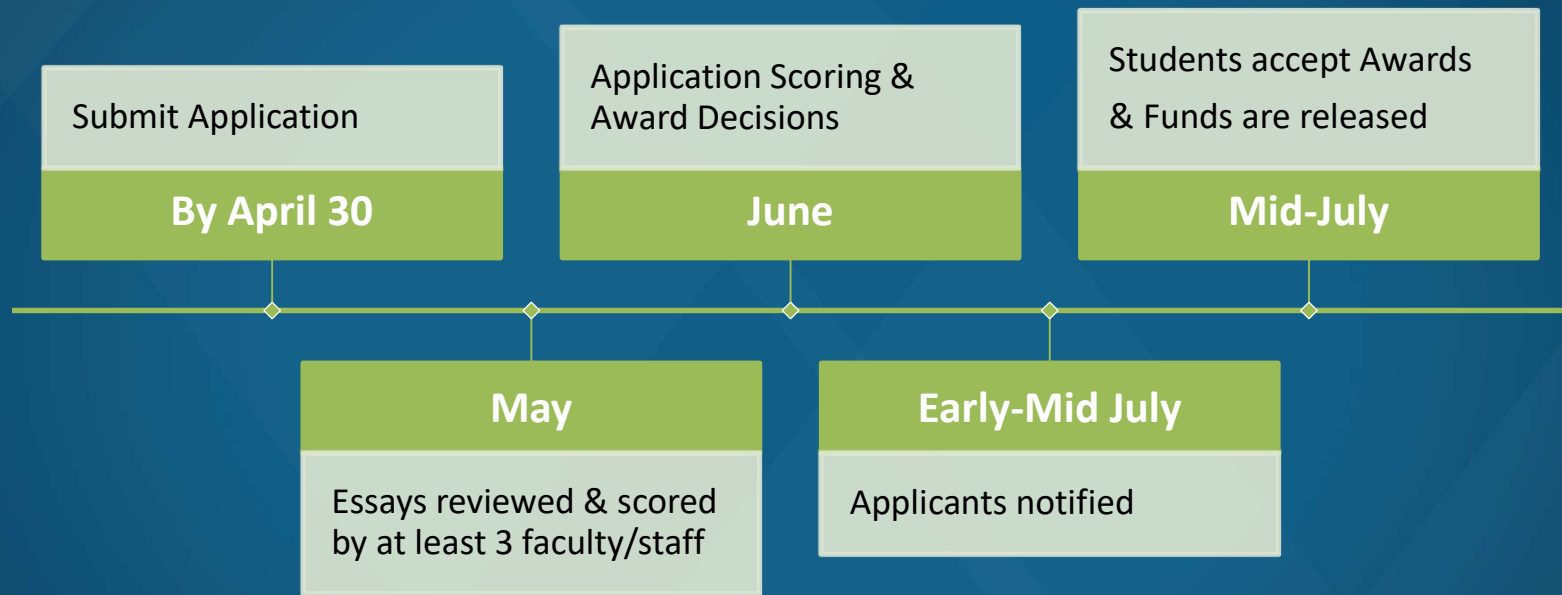 Submit Application
By April 30
May
Essays reviewed & scored
by at least 3 faculty/staff
Application Scoring &
Award Decisions
June
Early-Mid July
Applicants notified
Students accept Awards
& Funds are released
Mid-July